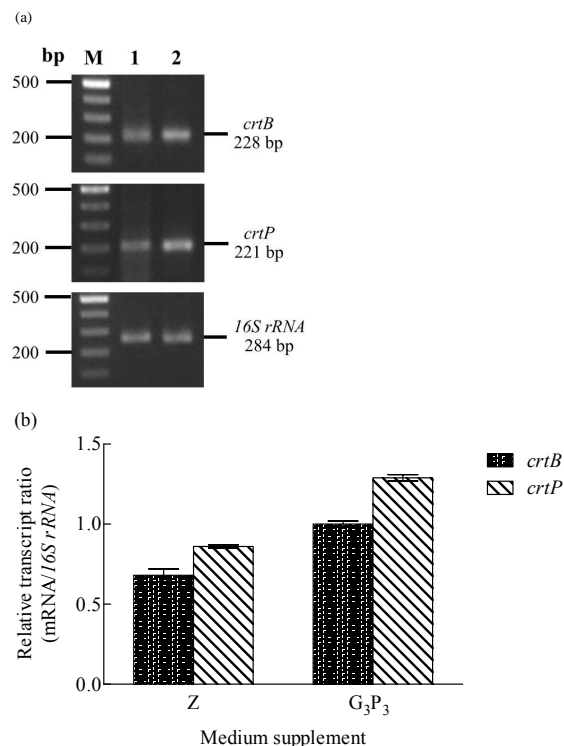 (a)
bp M 1 2
500
200
crtB
228 bp
500
200
crtP
221 bp
500
200
16S rRNA
284 bp
(b)
Relative transcript ratio
(mRNA/16S rRNA)
1.5
1.0
0.5
0.0
Z
G₃P₃
Medium supplement
crtB
crtP